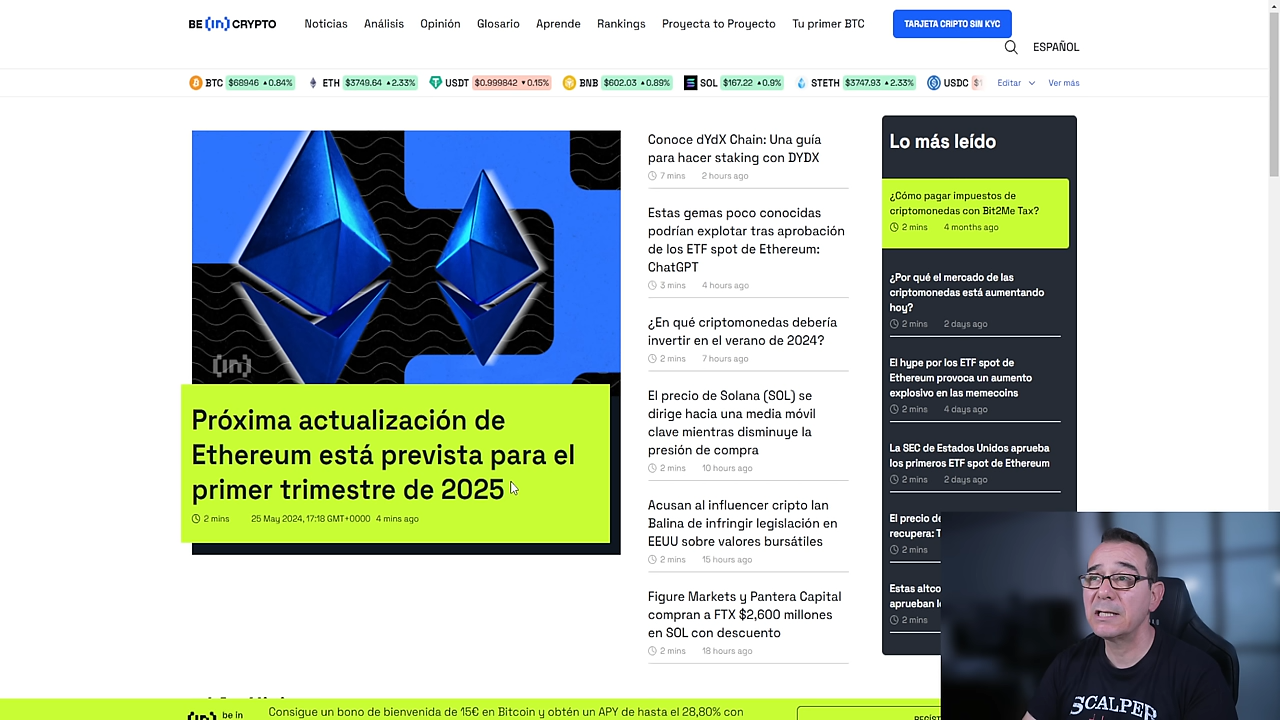 BE [in] CRYPTO
Noticias Análisis Opinión Glosario Aprende Rankings Proyecta to Proyecto Tu primer BTC
TARJETA CRIPTO SIN KYC
ESPAÑOL
BTC $68946 ▲0.84% ETH $3749.64 ▲2.33% USDT $0.999842 ▼0.15% BNB $602.03 ▲0.89% SOL $167.22 ▲0.9% STETH $3747.93 ▲2.33% USDC Editar Ver más
[in]
Próxima actualización de
Ethereum está prevista para el
primer trimestre de 2025
2 mins 25 May 2024, 17:18 GMT+0000 4 mins ago
Conoce dYdX Chain: Una guía
para hacer staking con DYDX
7 mins 2 hours ago
Estas gemas poco conocidas
podrían explotar tras aprobación
de los ETF spot de Ethereum:
ChatGPT
3 mins 4 hours ago
¿En qué criptomonedas debería
invertir en el verano de 2024?
2 mins 7 hours ago
El precio de Solana (SOL) se
dirige hacia una media móvil
clave mientras disminuye la
presión de compra
2 mins 10 hours ago
Acusan al influencer cripto Ian
Balina de infringir legislación en
EEUU sobre valores bursátiles
2 mins 15 hours ago
Figure Markets y Pantera Capital
compran a FTX $2,600 millones
en SOL con descuento
2 mins 18 hours ago
Lo más leído
¿Cómo pagar impuestos de
criptomonedas con Bit2Me Tax?
2 mins 4 months ago
¿Por qué el mercado de las
criptomonedas está aumentando
hoy?
2 mins 2 days ago
El hype por los ETF spot de
Ethereum provoca un aumento
explosivo en las memecoins
2 mins 4 days ago
La SEC de Estados Unidos aprueba
los primeros ETF spot de Ethereum
2 mins 2 days ago
El precio de
recupera: T
2 mins
Estas altco
aprueban l
2 mins
SCALPER
[in] be in
Consigue un bono de bienvenida de 15€ en Bitcoin y obtén un APY de hasta el 28,80% con